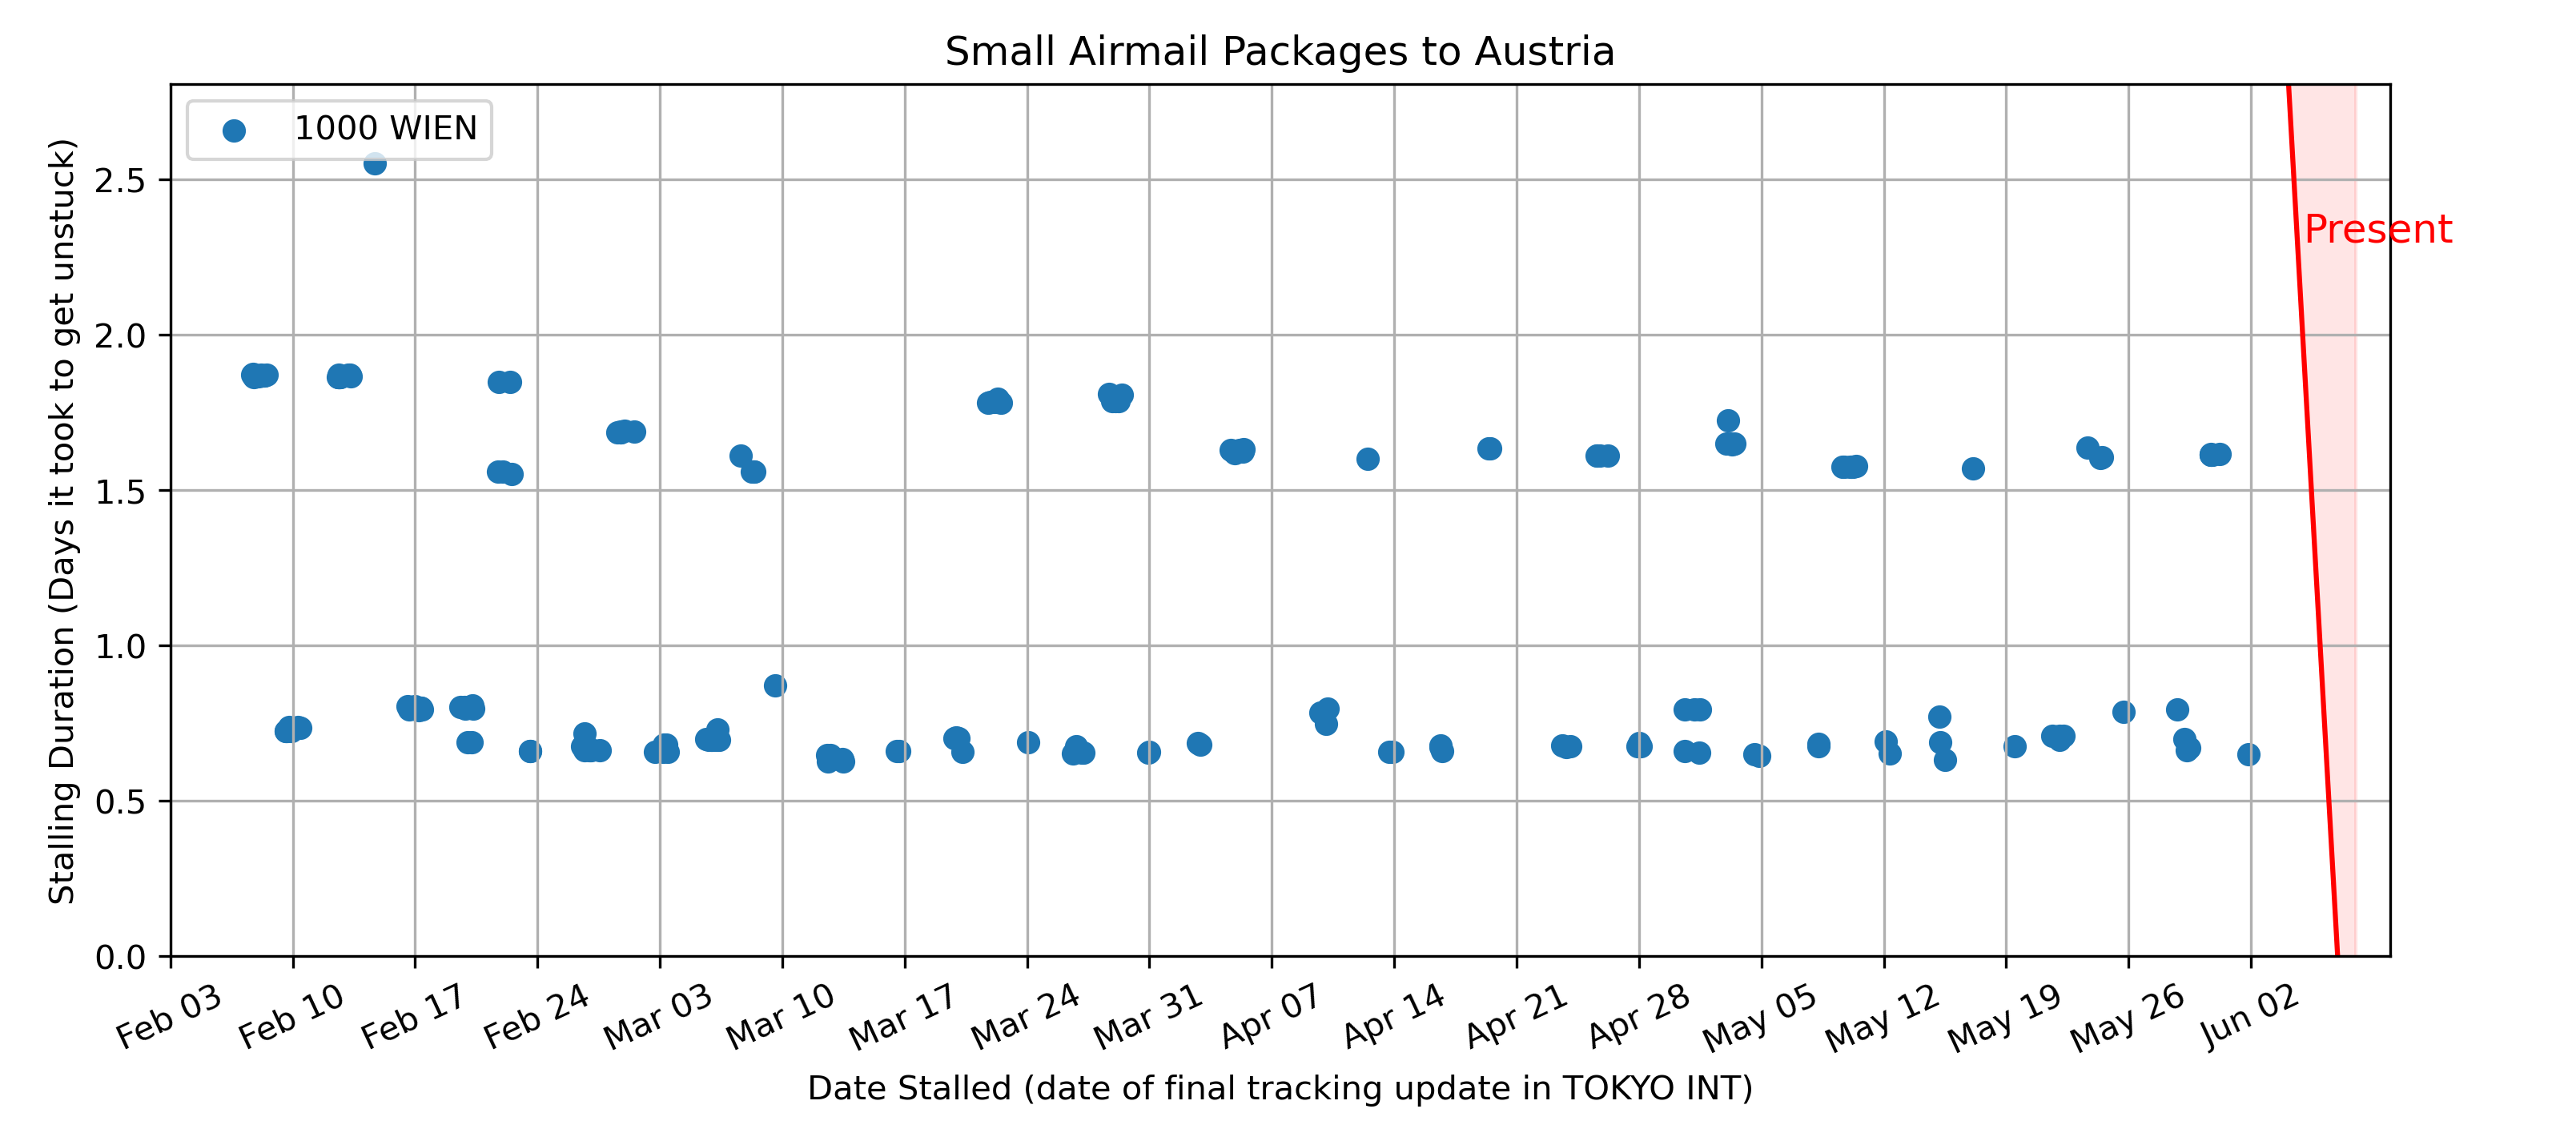 Small Airmail Packages to Austria
1000 WIEN
Present
Stalling Duration (Days it took to get unstuck)
2.5
2.0
1.5
1.0
0.5
0.0
Feb 03
Feb 10
Feb 17
Feb 24
Mar 03
Mar 10
Mar 17
Mar 24
Mar 31
Apr 07
Apr 14
Apr 21
Apr 28
May 05
May 12
May 19
May 26
Jun 02
Date Stalled (date of final tracking update in TOKYO INT)